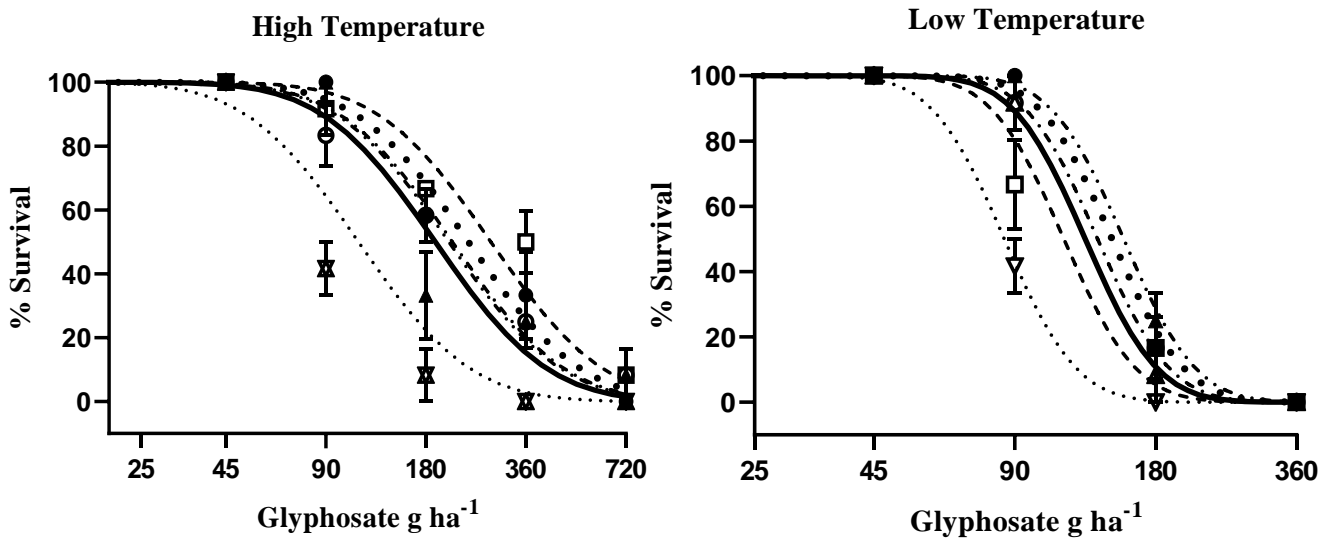 High Temperature
100
80
60
40
20
0
% Survival
25 45 90 180 360 720
Glyphosate g ha⁻¹
Low Temperature
100
80
60
40
20
0
% Survival
25 45 90 180 360
Glyphosate g ha⁻¹